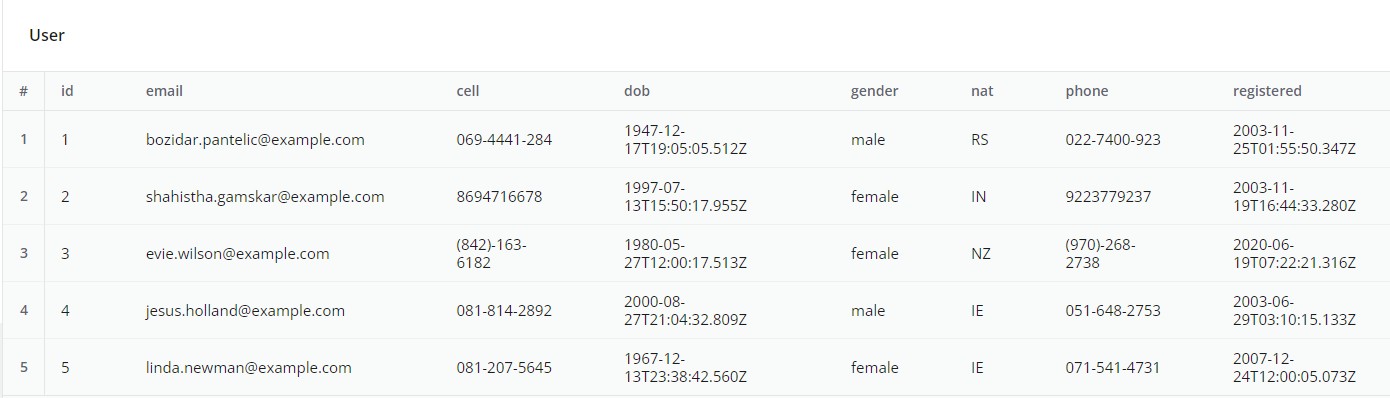 User
# id email cell dob gender nat phone registered
1 1 bozidar.pantelic@example.com 069-4441-284 1947-12-17T19:05:05.512Z male RS 022-7400-923 2003-11-25T01:55:50.347Z
2 2 shahistha.gamskar@example.com 8694716678 1997-07-13T15:50:17.955Z female IN 9223779237 2003-11-19T16:44:33.280Z
3 3 evie.wilson@example.com (842)-163-6182 1980-05-27T12:00:17.513Z female NZ (970)-268-2738 2020-06-19T07:22:21.316Z
4 4 jesus.holland@example.com 081-814-2892 2000-08-27T21:04:32.809Z male IE 051-648-2753 2003-06-29T03:10:15.133Z
5 5 linda.newman@example.com 081-207-5645 1967-12-13T23:38:42.560Z female IE 071-541-4731 2007-12-24T12:00:05.073Z